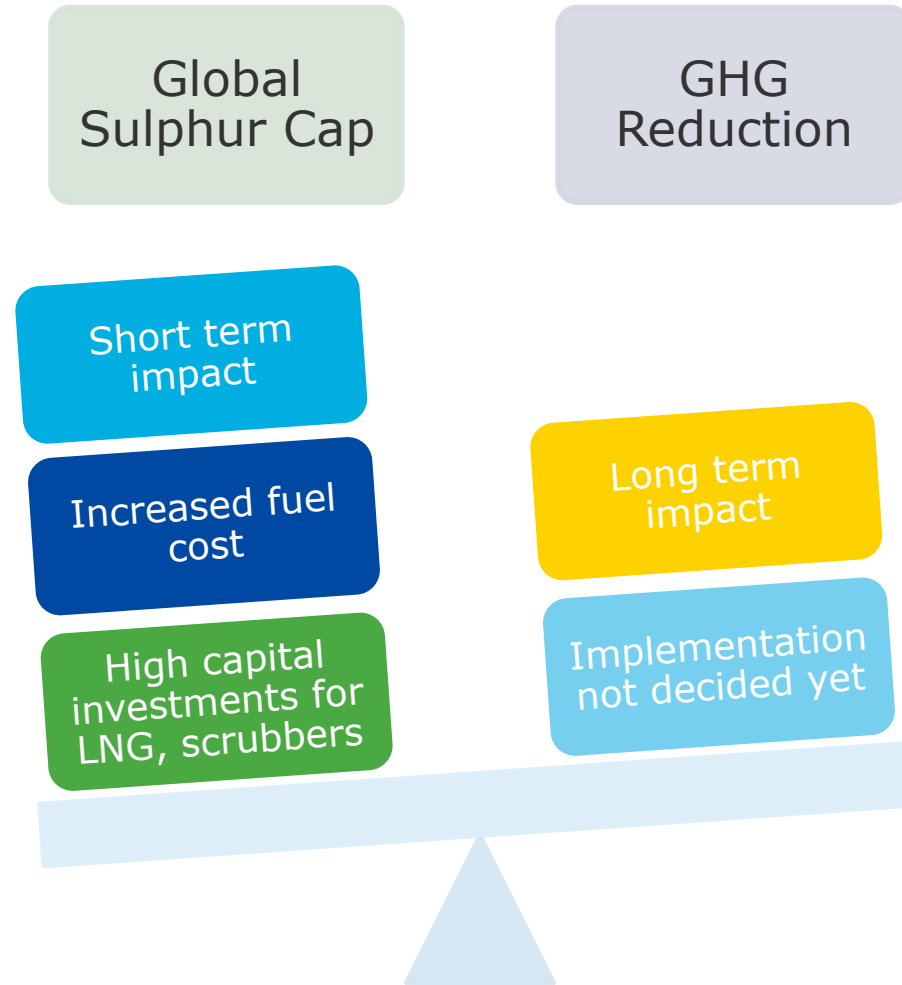 Global
Sulphur Cap
GHG
Reduction
Short term
impact
Increased fuel
cost
High capital
investments for
LNG, scrubbers
Long term
impact
Implementation
not decided yet